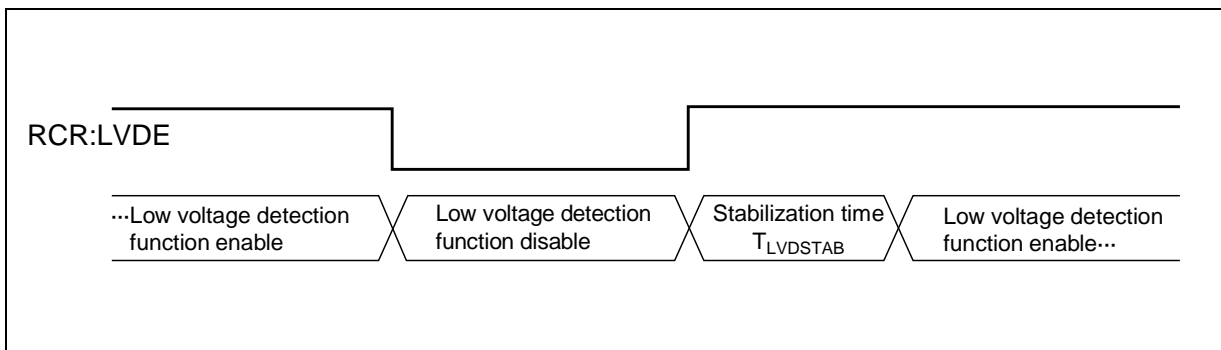 RCR:LVDE
···Low voltage detection
function enable
Low voltage detection
function disable
Stabilization time
TLVDSTAB
Low voltage detection
function enable···